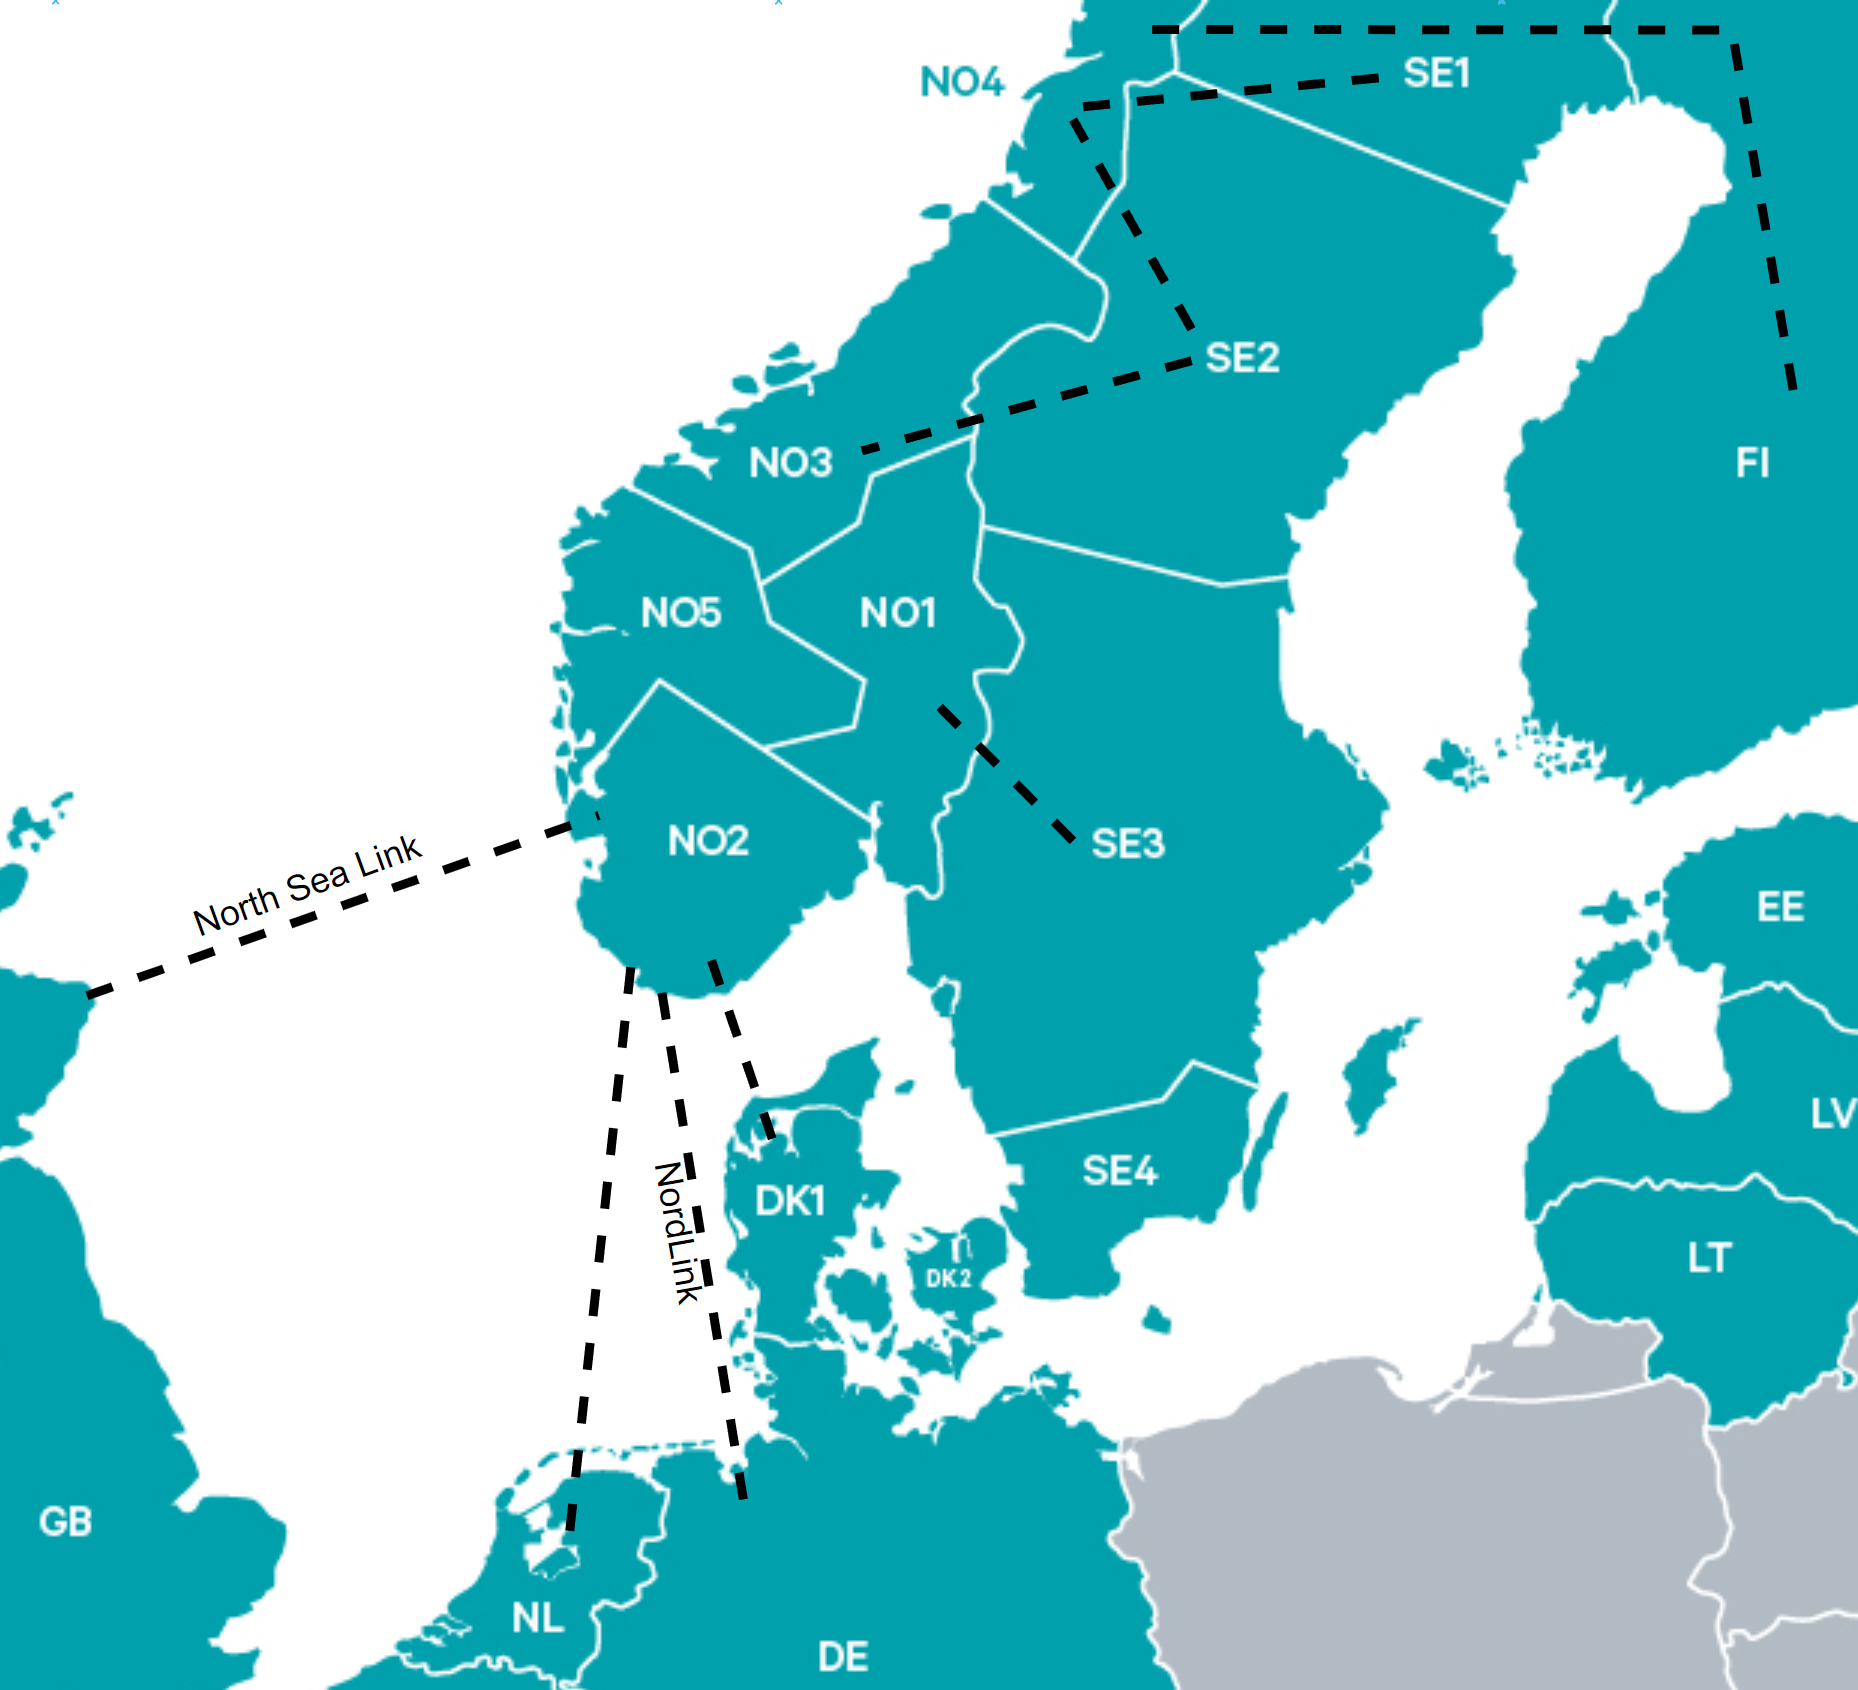 NO4
SE1
SE2
NO3
FI
NO5
NO1
NO2
SE3
North Sea Link
EE
LV
SE4
DK1
NordLink
DK2
LT
GB
NL
DE